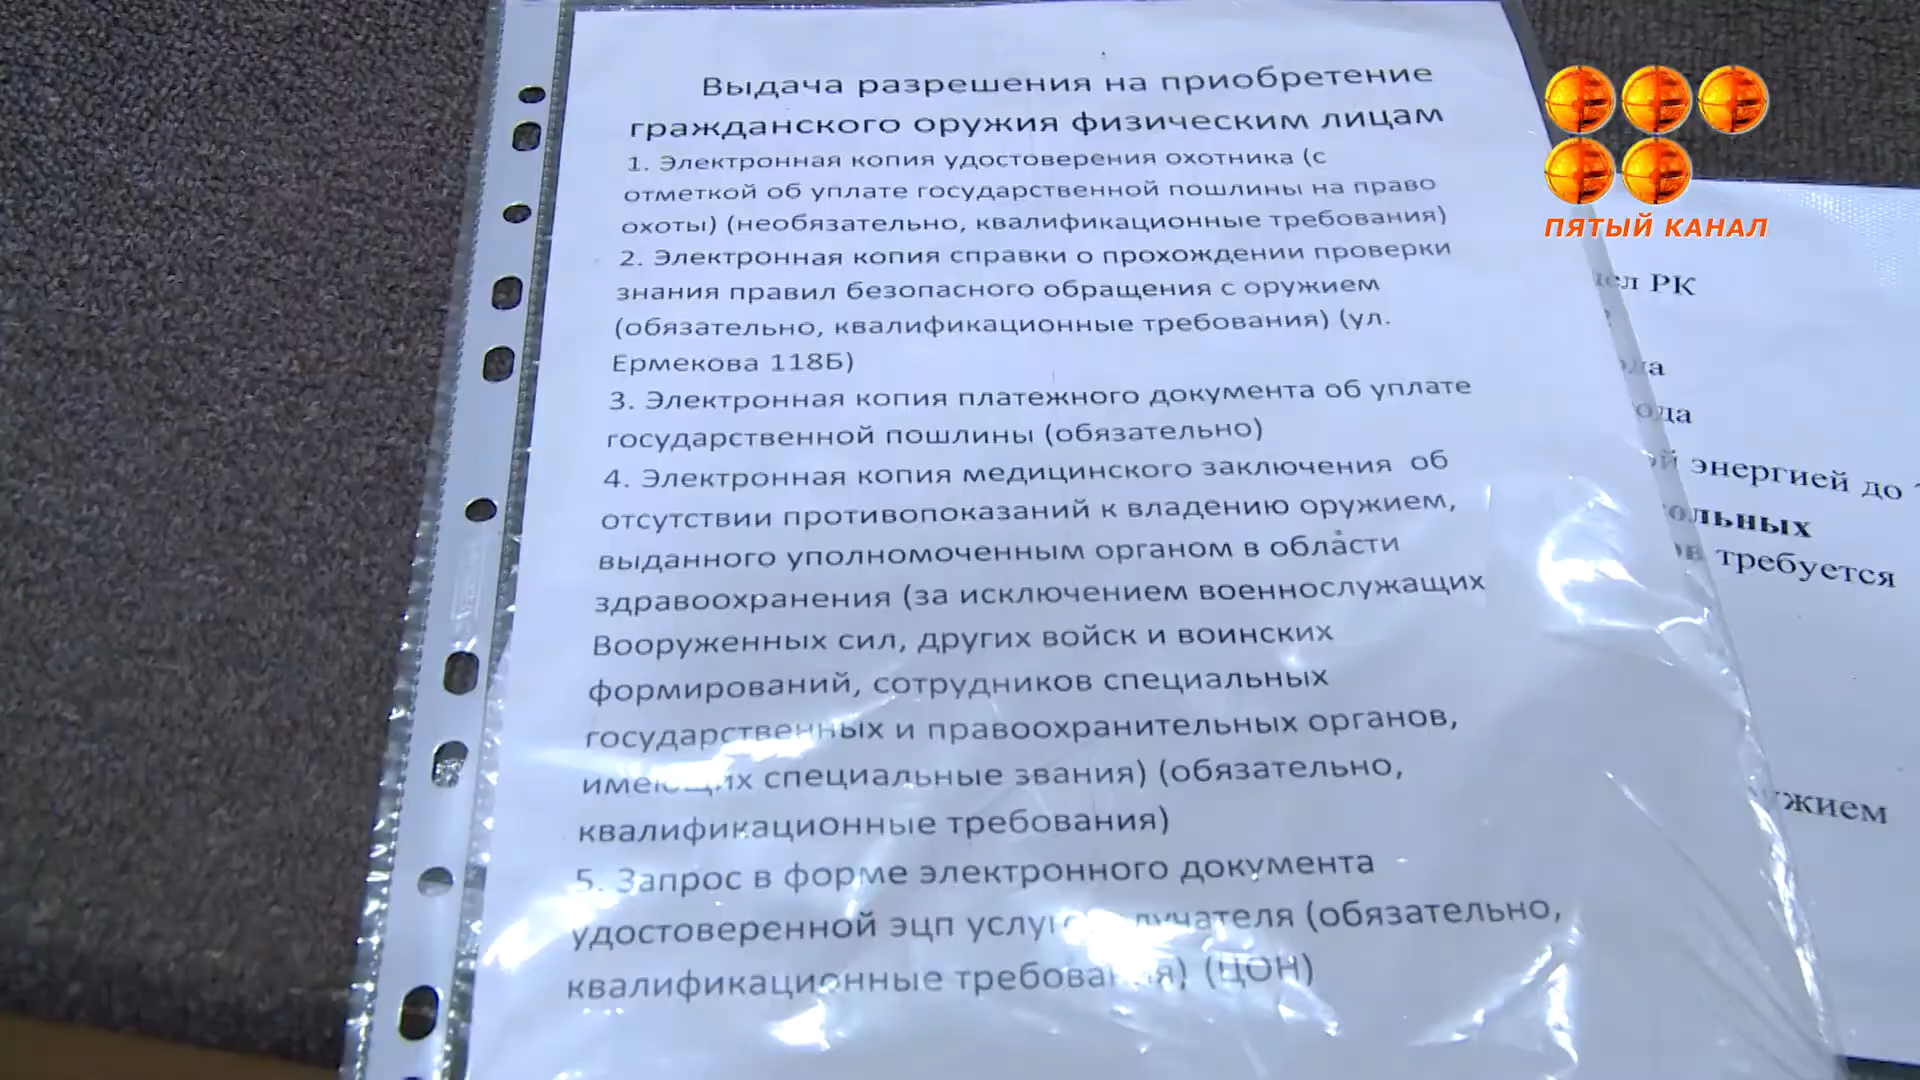 Выдача разрешения на приобретение
гражданского оружия физическим лицам
1. Электронная копия удостоверения охотника (с
отметкой об уплате государственной пошлины на право
охоты) (необязательно, квалификационные требования)
2. Электронная копия справки о прохождении проверки
знания правил безопасного обращения с оружием
(обязательно, квалификационные требования) (ул.
Ермекова 118Б)
3. Электронная копия платежного документа об уплате
государственной пошлины (обязательно)
4. Электронная копия медицинского заключения об
отсутствии противопоказаний к владению оружием,
выданного уполномоченным органом в области
здравоохранения (за исключением военнослужащих
Вооруженных сил, других войск и воинских
формирований, сотрудников специальных
государственных и правоохранительных органов,
имеющих специальные звания) (обязательно,
квалификационные требования)
5. Запрос в форме электронного документа
удостоверенной эцп услугополучателя (обязательно,
квалификационные требования) (ЦОН)
ПЯТЫЙ КАНАЛ
РК
энергией до
требуется